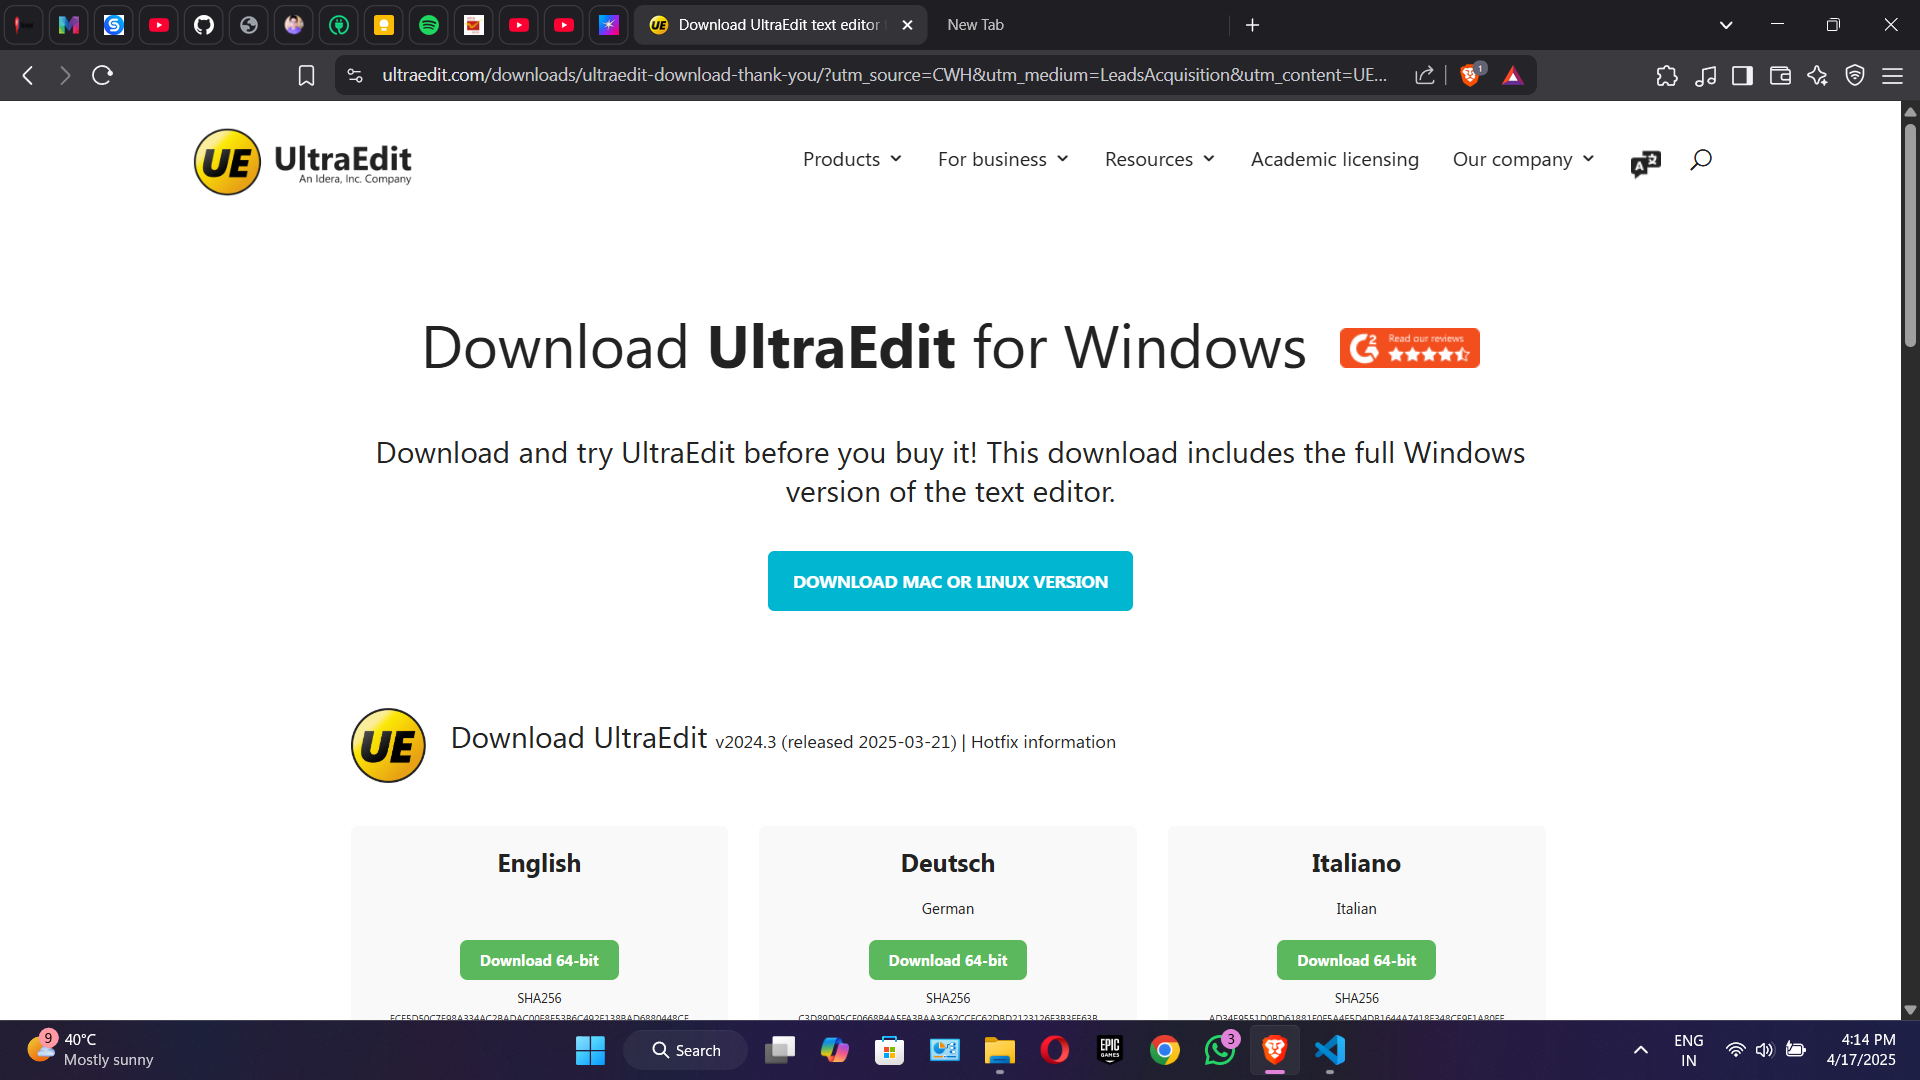 Download UltraEdit text editor
New Tab
ultraedit.com/downloads/ultraedit-download-thank-you/?utm_source=CWH&utm_medium=LeadsAcquisition&utm_content=UE...
1
UE
UltraEdit
An Idera, Inc. Company
Products
For business
Resources
Academic licensing
Our company
Download UltraEdit for Windows
G2
Read our reviews
Download and try UltraEdit before you buy it! This download includes the full Windows
version of the text editor.
DOWNLOAD MAC OR LINUX VERSION
UE
Download UltraEdit v2024.3 (released 2025-03-21) | Hotfix information
English
Deutsch
Italiano
German
Italian
Download 64-bit
Download 64-bit
Download 64-bit
SHA256
SHA256
SHA256
9
40°C
Mostly sunny
Search
EPIC
GAMES
3
ENG
IN
4:14 PM
4/17/2025